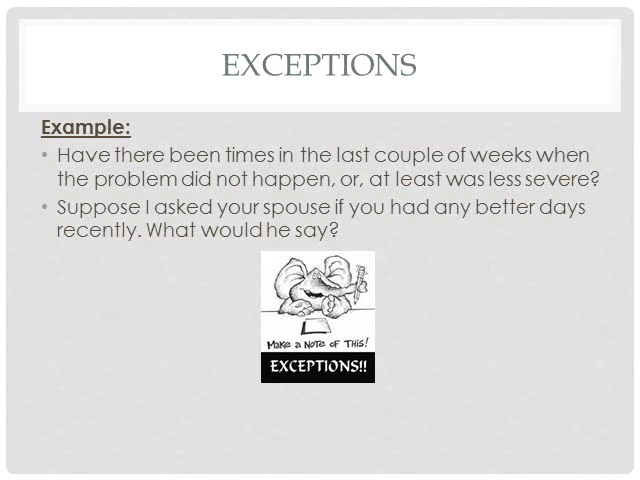 EXCEPTIONS
Example:
• Have there been times in the last couple of weeks when
the problem did not happen, or, at least was less severe?
• Suppose I asked your spouse if you had any better days
recently. What would he say?
MAKE A NOTE OF THIS!
EXCEPTIONS!!